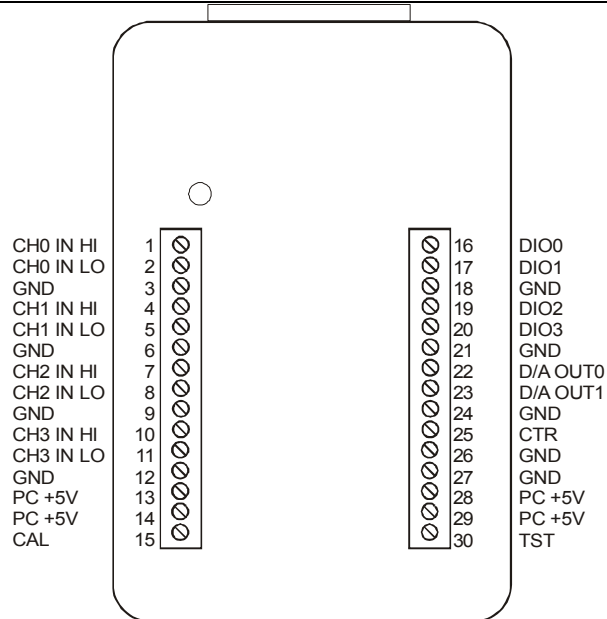 CH0 IN HI 1
CH0 IN LO 2
GND 3
CH1 IN HI 4
CH1 IN LO 5
GND 6
CH2 IN HI 7
CH2 IN LO 8
GND 9
CH3 IN HI 10
CH3 IN LO 11
GND 12
PC +5V 13
PC +5V 14
CAL 15
16 DIO0
17 DIO1
18 GND
19 DIO2
20 DIO3
21 GND
22 D/A OUT0
23 D/A OUT1
24 GND
25 CTR
26 GND
27 GND
28 PC +5V
29 PC +5V
30 TST